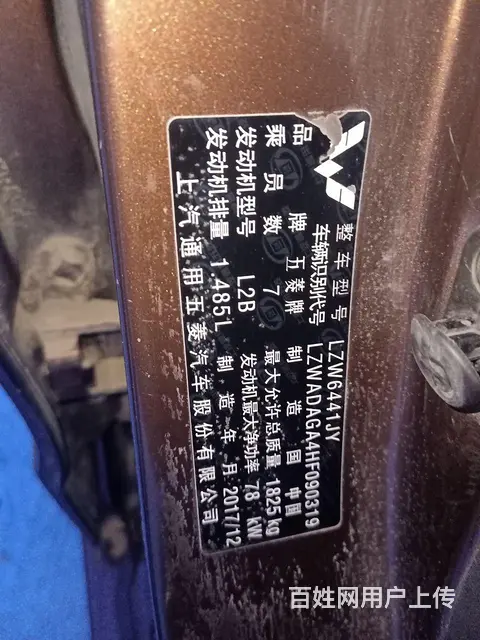 整车型号 LZW6441JY
车辆识别代号 LZWADAGA4HF090319
品牌 五菱牌 制造国 中国
乘员数 7 最大允许总质量 1825kg
发动机型号 L2B 发动机最大净功率 78 kW
发动机排量 1.485L 制造年月 2017/12
上汽通用五菱汽车股份有限公司
百姓网用户上传